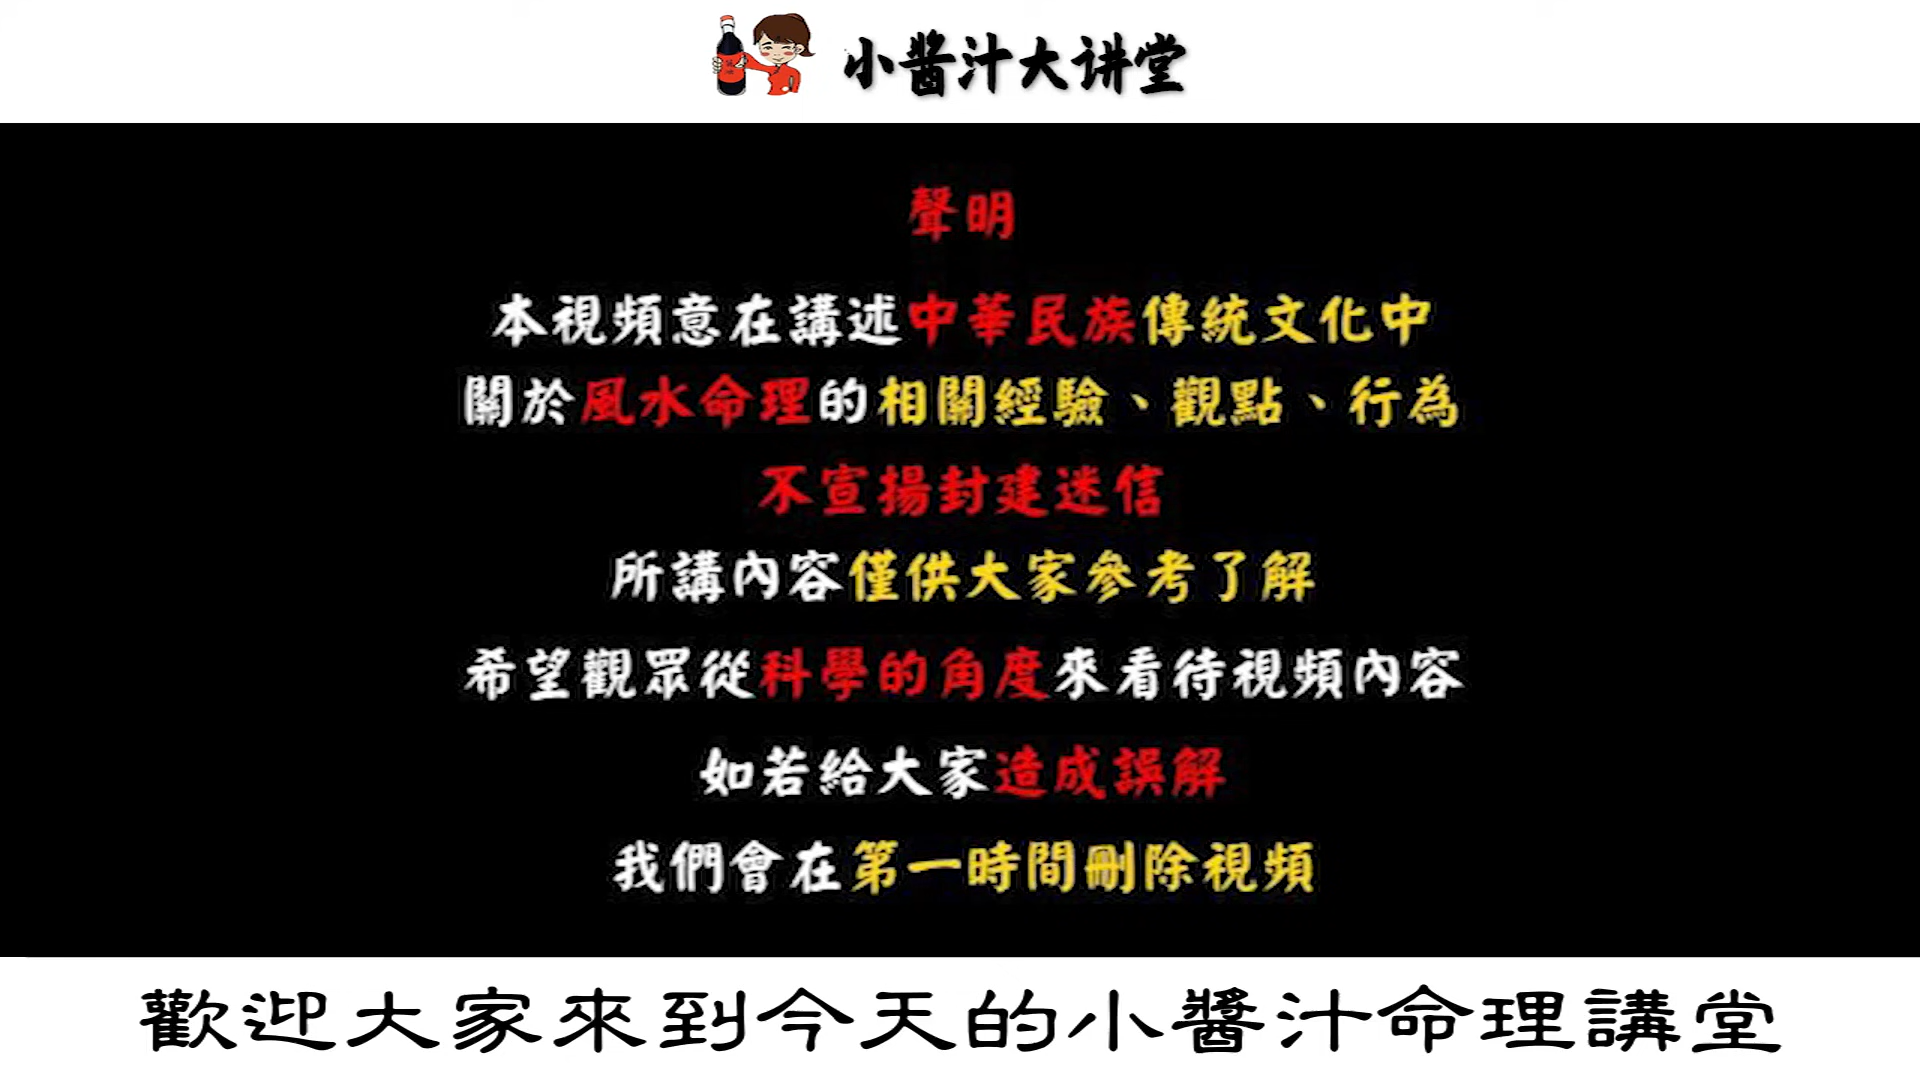 小醬汁大讲堂
聲明
本視頻意在講述中華民族傳統文化中
關於風水命理的相關經驗、觀點、行為
不宣揚封建迷信
所講內容僅供大家參考了解
希望觀眾從科學的角度來看待視頻內容
如若給大家造成誤解
我們會在第一時間刪除視頻
歡迎大家來到今天的小醬汁命理講堂